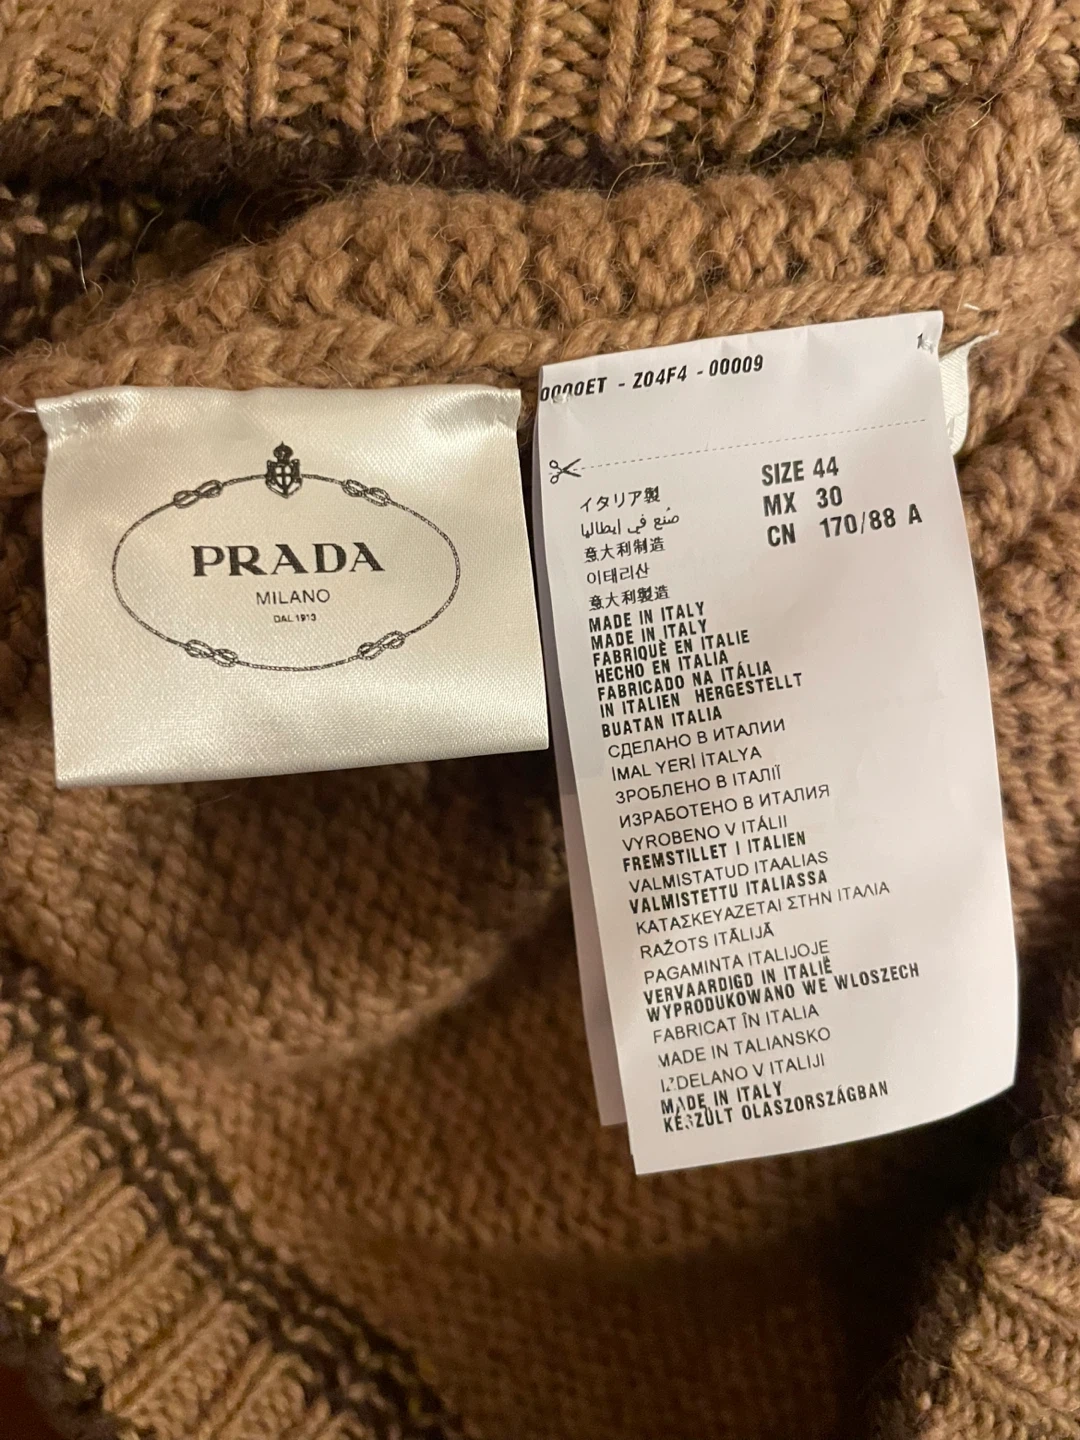 PRADA
MILANO
DAL 1913
0000ET - Z04F4 - 00009
1
SIZE 44
MX 30
CN 170/88 A
イタリア製
صُنع في إيطاليا
意大利制造
이태리산
意大利製造
MADE IN ITALY
MADE IN ITALY
FABRIQUÈ EN ITALIE
HECHO EN ITALIA
FABRICADO NA ITÁLIA
IN ITALIEN HERGESTELLT
BUATAN ITALIA
СДЕЛАНО В ИТАЛИИ
İMAL YERİ İTALYA
ЗРОБЛЕНО В ІТАЛІЇ
ИЗРАБОТЕНО В ИТАЛИЯ
VYROBENO V ITÁLII
FREMSTILLET I ITALIEN
VALMISTATUD ITAALIAS
VALMISTETTU ITALIASSA
ΚΑΤΑΣΚΕΥΑΖΕΤΑΙ ΣΤΗΝ ΙΤΑΛΙΑ
RAŽOTS ITĀLIJĀ
PAGAMINTA ITALIJOJE
VERVAARDIGD IN ITALIË
WYPRODUKOWANO WE WLOSZECH
FABRICAT ÎN ITALIA
MADE IN TALIANSKO
IZDELANO V ITALIJI
MADE IN ITALY
KÉSZÜLT OLASZORSZÁGBAN